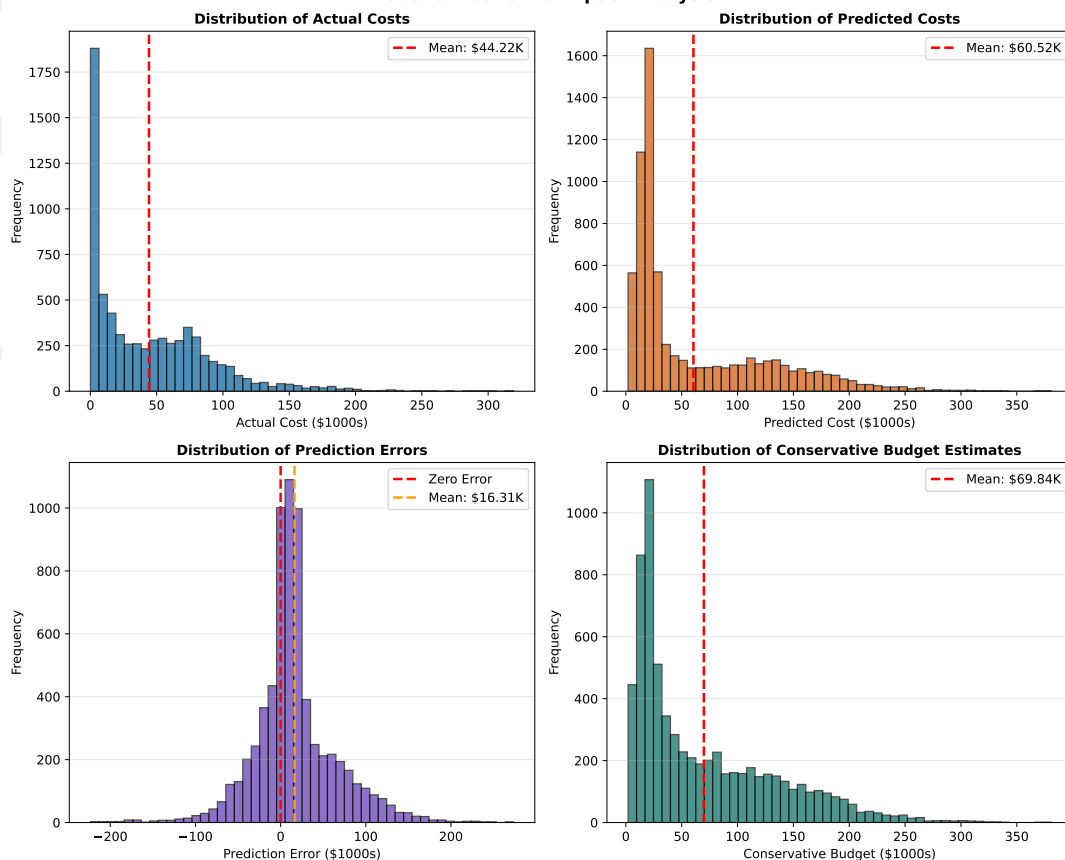 Distribution of Actual Costs
Mean: $44.22K
1750
1500
1250
1000
750
500
250
0
Frequency
0 50 100 150 200 250 300
Actual Cost ($1000s)
Distribution of Predicted Costs
Mean: $60.52K
1600
1400
1200
1000
800
600
400
200
0
Frequency
0 50 100 150 200 250 300 350
Predicted Cost ($1000s)
Distribution of Prediction Errors
Zero Error
Mean: $16.31K
1000
800
600
400
200
0
Frequency
−200 −100 0 100 200
Prediction Error ($1000s)
Distribution of Conservative Budget Estimates
Mean: $69.84K
1000
800
600
400
200
0
Frequency
0 50 100 150 200 250 300 350
Conservative Budget ($1000s)